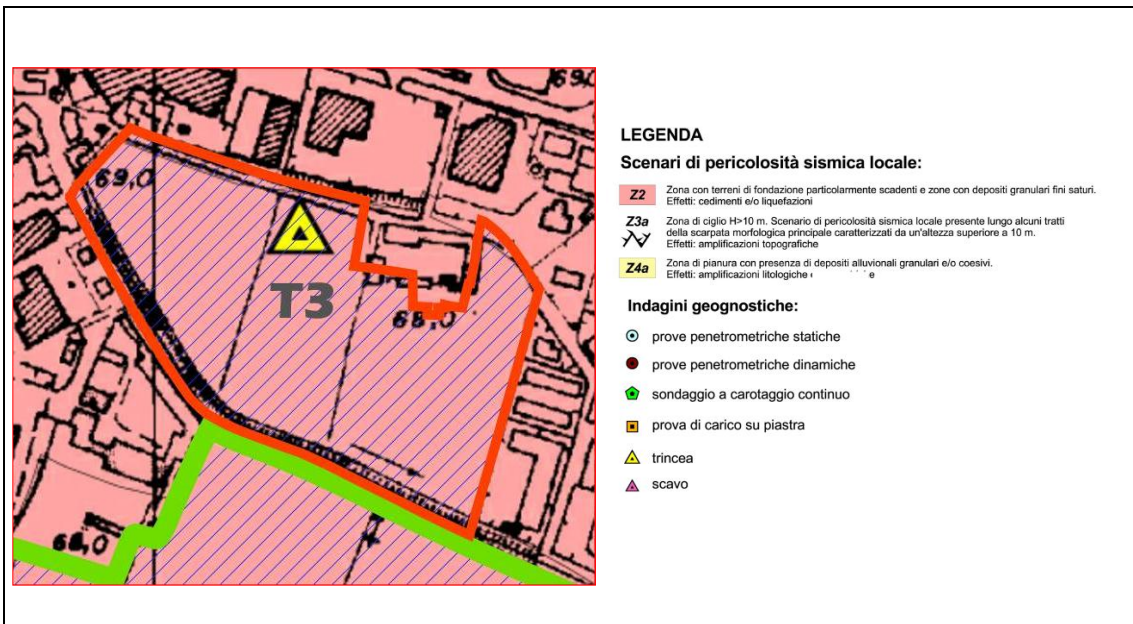 69,0
69,0
T3
68,0
68,0
LEGENDA
Scenari di pericolosità sismica locale:
Z2
Zona con terreni di fondazione particolarmente scadenti e zone con depositi granulari fini saturi.
Effetti: cedimenti e/o liquefazioni
Z3a
Zona di ciglio H>10 m. Scenario di pericolosità sismica locale presente lungo alcuni tratti
della scarpata morfologica principale caratterizzati da un'altezza superiore a 10 m.
Effetti: amplificazioni topografiche
Z4a
Zona di pianura con presenza di depositi alluvionali granulari e/o coesivi.
Effetti: amplificazioni litologiche
Indagini geognostiche:
prove penetrometriche statiche
prove penetrometriche dinamiche
sondaggio a carotaggio continuo
prova di carico su piastra
trincea
scavo